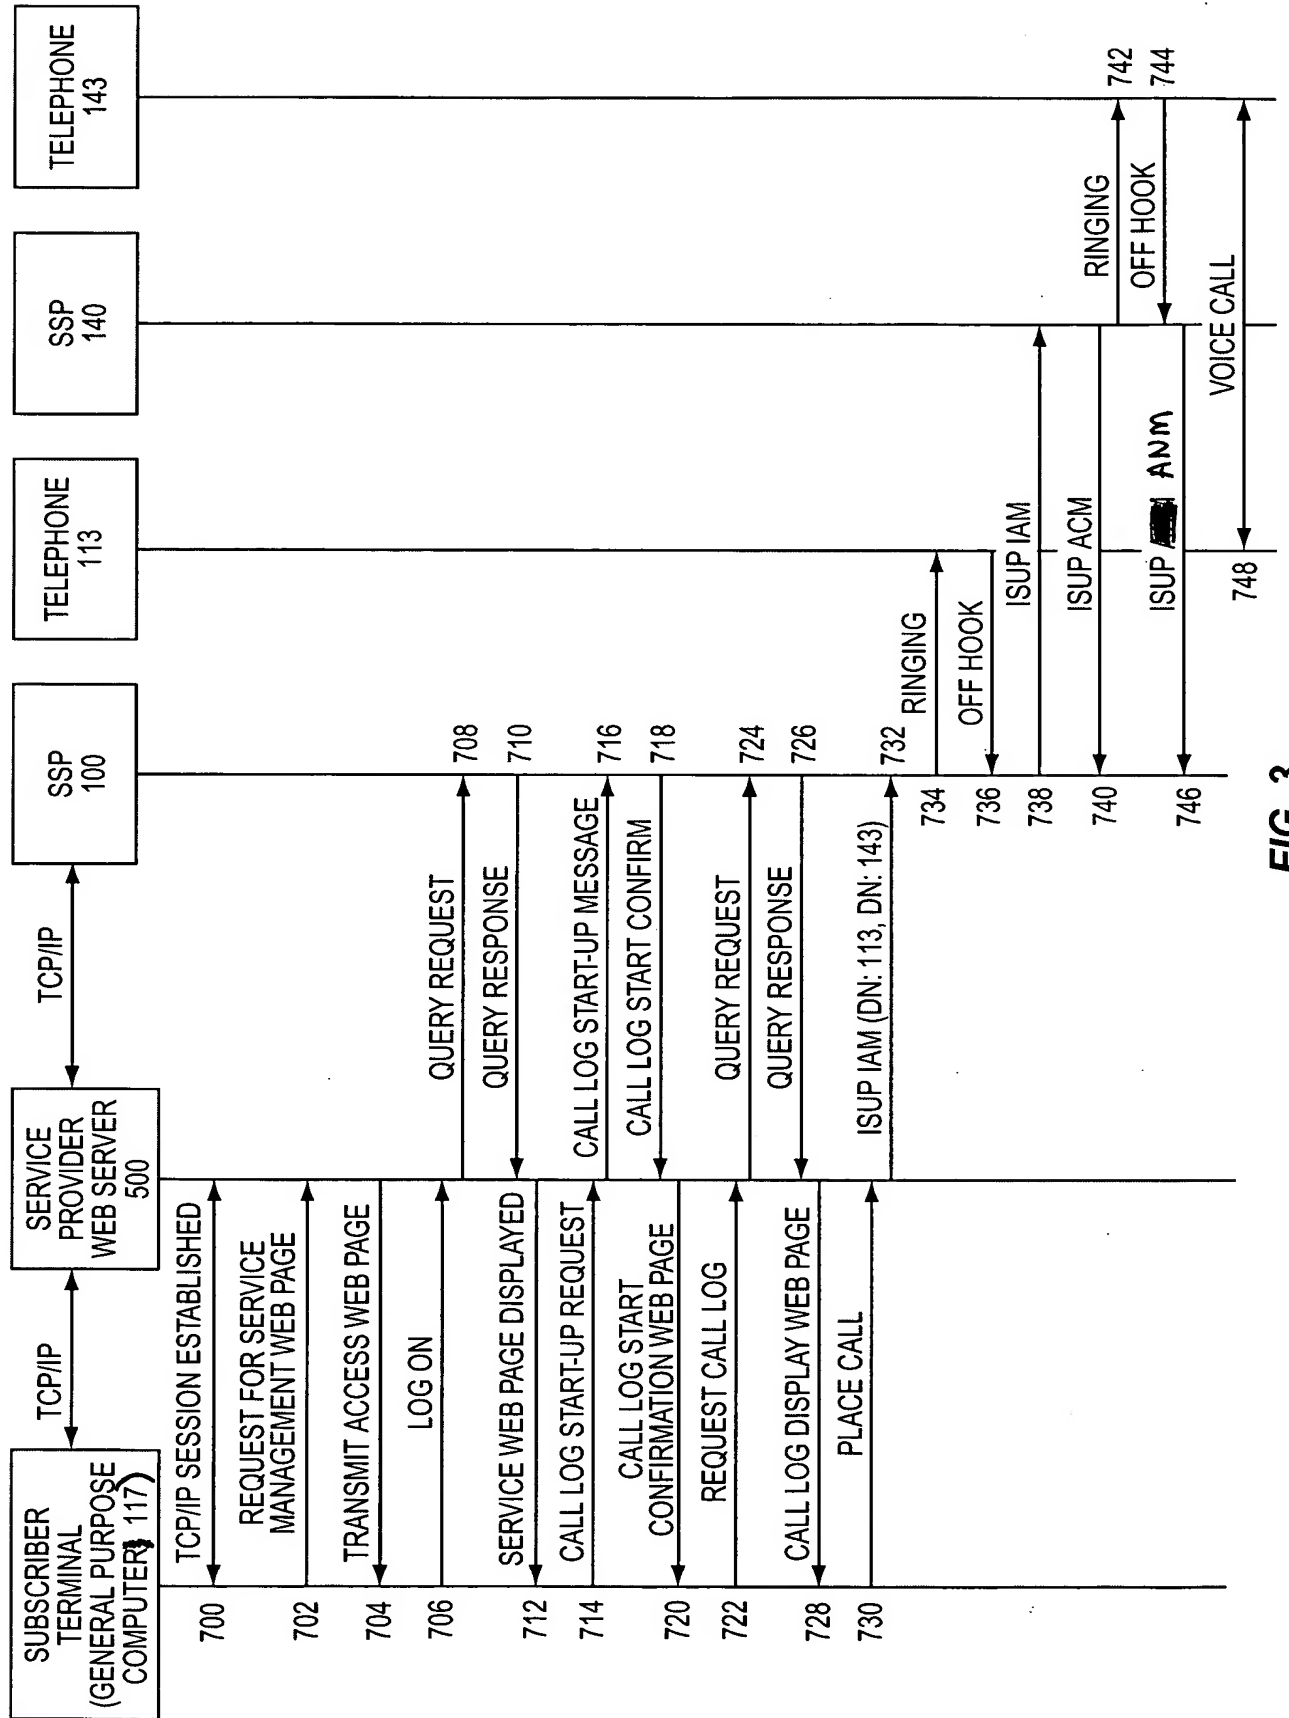 SUBSCRIBER
TERMINAL
(GENERAL PURPOSE
COMPUTER 117)
TCP/IP
SERVICE
PROVIDER
WEB SERVER
500
TCP/IP
SSP
100
TELEPHONE
113
SSP
140
TELEPHONE
143
700
TCP/IP SESSION ESTABLISHED
702
REQUEST FOR SERVICE
MANAGEMENT WEB PAGE
704
TRANSMIT ACCESS WEB PAGE
706
LOG ON
QUERY REQUEST
708
QUERY RESPONSE
710
712
SERVICE WEB PAGE DISPLAYED
714
CALL LOG START-UP REQUEST
CALL LOG START-UP MESSAGE
716
CALL LOG START CONFIRM
718
720
CALL LOG START
CONFIRMATION WEB PAGE
722
REQUEST CALL LOG
QUERY REQUEST
724
QUERY RESPONSE
726
728
CALL LOG DISPLAY WEB PAGE
730
PLACE CALL
ISUP IAM (DN: 113, DN: 143)
732
734
RINGING
736
OFF HOOK
738
ISUP IAM
740
ISUP ACM
RINGING
742
OFF HOOK
744
746
ISUP ANM
748
VOICE CALL
FIG. 3